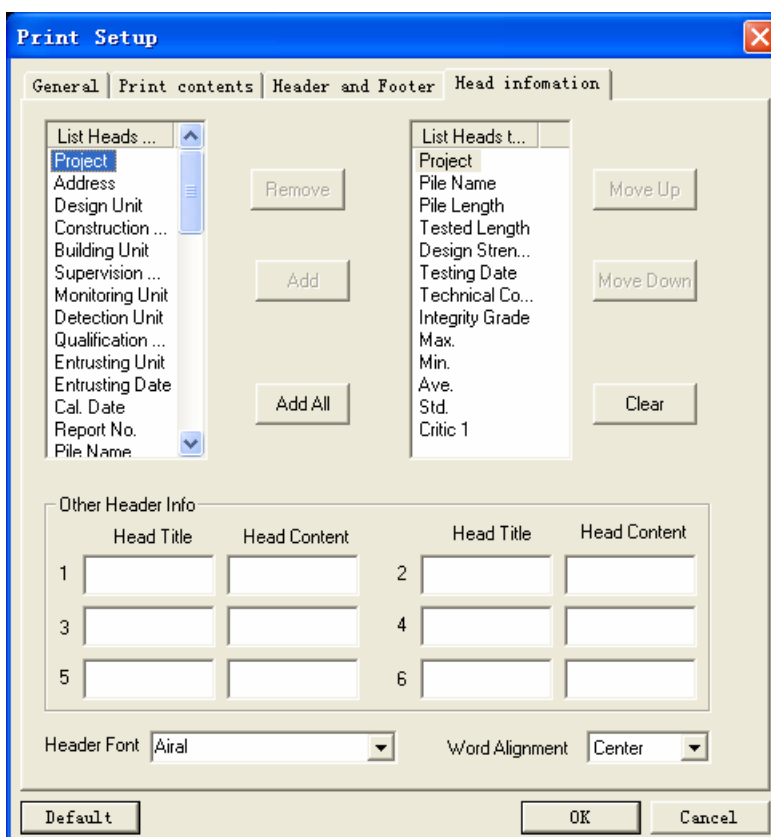 Print Setup
General Print contents Header and Footer Head infomation
List Heads ...
Project
Address
Design Unit
Construction ...
Building Unit
Supervision ...
Monitoring Unit
Detection Unit
Qualification ...
Entrusting Unit
Entrusting Date
Cal. Date
Report No.
Pile Name
Remove
Add
Add All
List Heads t...
Project
Pile Name
Pile Length
Tested Length
Design Stren...
Testing Date
Technical Co...
Integrity Grade
Max.
Min.
Ave.
Std.
Critic 1
Move Up
Move Down
Clear
Other Header Info
Head Title Head Content Head Title Head Content
1 2
3 4
5 6
Header Font Airal Word Alignment Center
Default OK Cancel